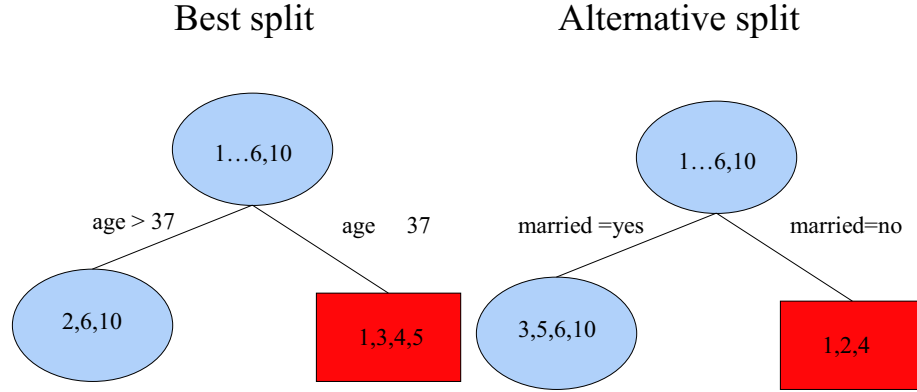 Best split
Alternative split
1…6,10
1…6,10
age > 37
age 37
married =yes
married=no
2,6,10
1,3,4,5
3,5,6,10
1,2,4